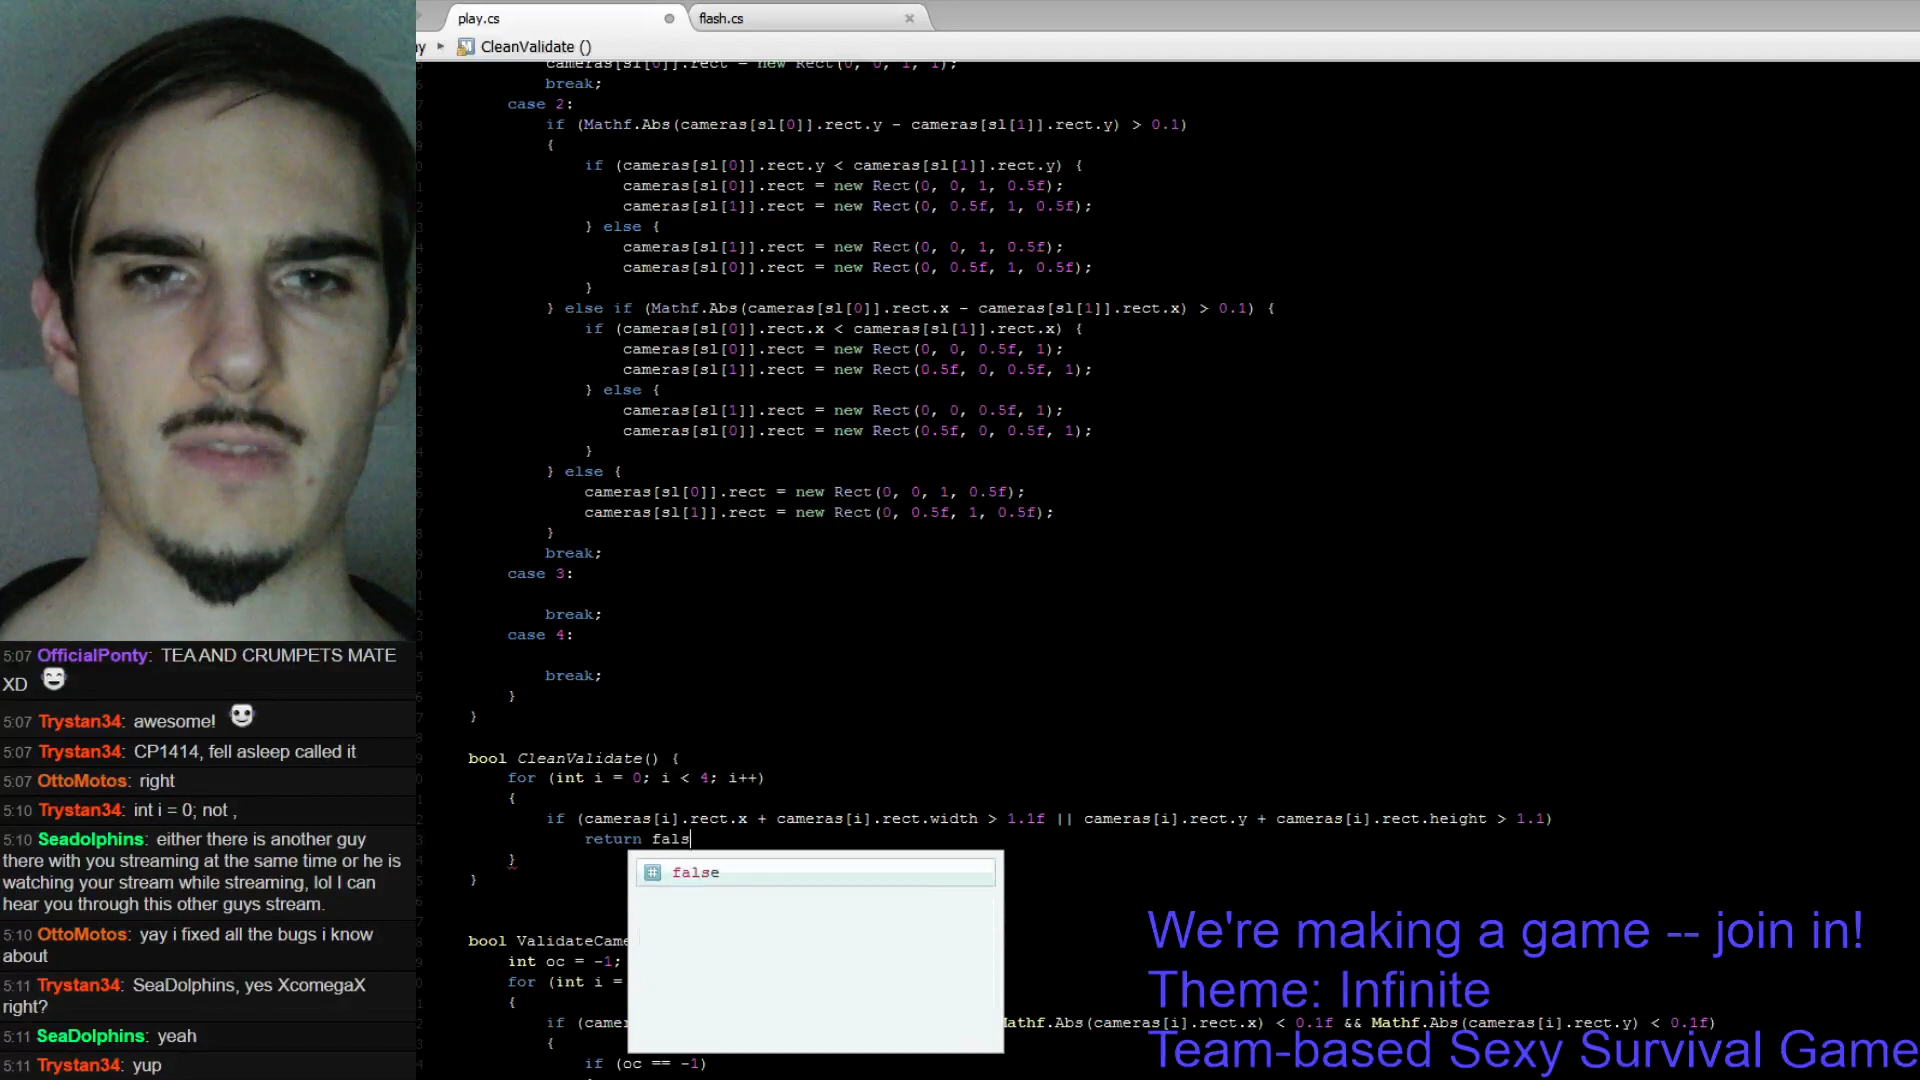 play.cs
flash.cs
CleanValidate ()
cameras[sl[0]].rect = new Rect(0, 0, 1, 1);
break;
case 2:
if (Mathf.Abs(cameras[sl[0]].rect.y - cameras[sl[1]].rect.y) > 0.1)
{
if (cameras[sl[0]].rect.y < cameras[sl[1]].rect.y) {
cameras[sl[0]].rect = new Rect(0, 0, 1, 0.5f);
cameras[sl[1]].rect = new Rect(0, 0.5f, 1, 0.5f);
} else {
cameras[sl[1]].rect = new Rect(0, 0, 1, 0.5f);
cameras[sl[0]].rect = new Rect(0, 0.5f, 1, 0.5f);
}
} else if (Mathf.Abs(cameras[sl[0]].rect.x - cameras[sl[1]].rect.x) > 0.1) {
if (cameras[sl[0]].rect.x < cameras[sl[1]].rect.x) {
cameras[sl[0]].rect = new Rect(0, 0, 0.5f, 1);
cameras[sl[1]].rect = new Rect(0.5f, 0, 0.5f, 1);
} else {
cameras[sl[1]].rect = new Rect(0, 0, 0.5f, 1);
cameras[sl[0]].rect = new Rect(0.5f, 0, 0.5f, 1);
}
} else {
cameras[sl[0]].rect = new Rect(0, 0, 1, 0.5f);
cameras[sl[1]].rect = new Rect(0, 0.5f, 1, 0.5f);
}
break;
case 3:
break;
case 4:
break;
}
}
bool CleanValidate() {
for (int i = 0; i < 4; i++)
{
if (cameras[i].rect.x + cameras[i].rect.width > 1.1f || cameras[i].rect.y + cameras[i].rect.height > 1.1)
return fals
}
}
false
bool ValidateCame
int oc = -1;
for (int i =
{
if (camer
Mathf.Abs(cameras[i].rect.x) < 0.1f && Mathf.Abs(cameras[i].rect.y) < 0.1f)
{
if (oc == -1)
5:07 OfficialPonty: TEA AND CRUMPETS MATE
XD
5:07 Trystan34: awesome!
5:07 Trystan34: CP1414, fell asleep called it
5:07 OttoMotos: right
5:10 Trystan34: int i = 0; not ,
5:10 Seadolphins: either there is another guy
there with you streaming at the same time or he is
watching your stream while streaming, lol I can
hear you through this other guys stream.
5:10 OttoMotos: yay i fixed all the bugs i know
about
5:11 Trystan34: SeaDolphins, yes XcomegaX
right?
5:11 SeaDolphins: yeah
5:11 Trystan34: yup
We're making a game -- join in!
Theme: Infinite
Team-based Sexy Survival Game